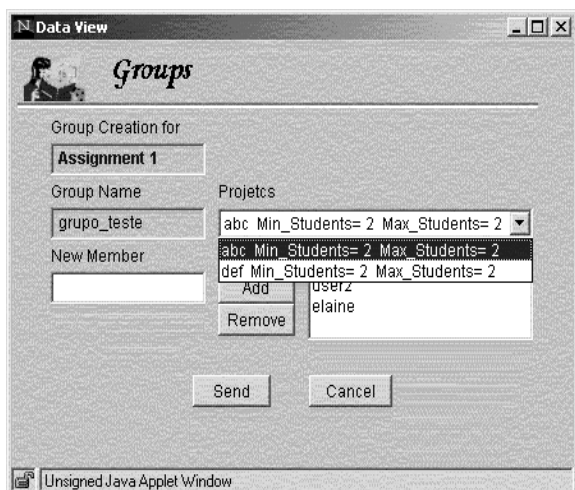 Data View
Groups
Group Creation for
Assignment 1
Group Name
Projetcs
grupo_teste
abc Min_Students= 2 Max_Students= 2
New Member
abc Min_Students= 2 Max_Students= 2
def Min_Students= 2 Max_Students= 2
Add
user2
elaine
Remove
Send
Cancel
Unsigned Java Applet Window